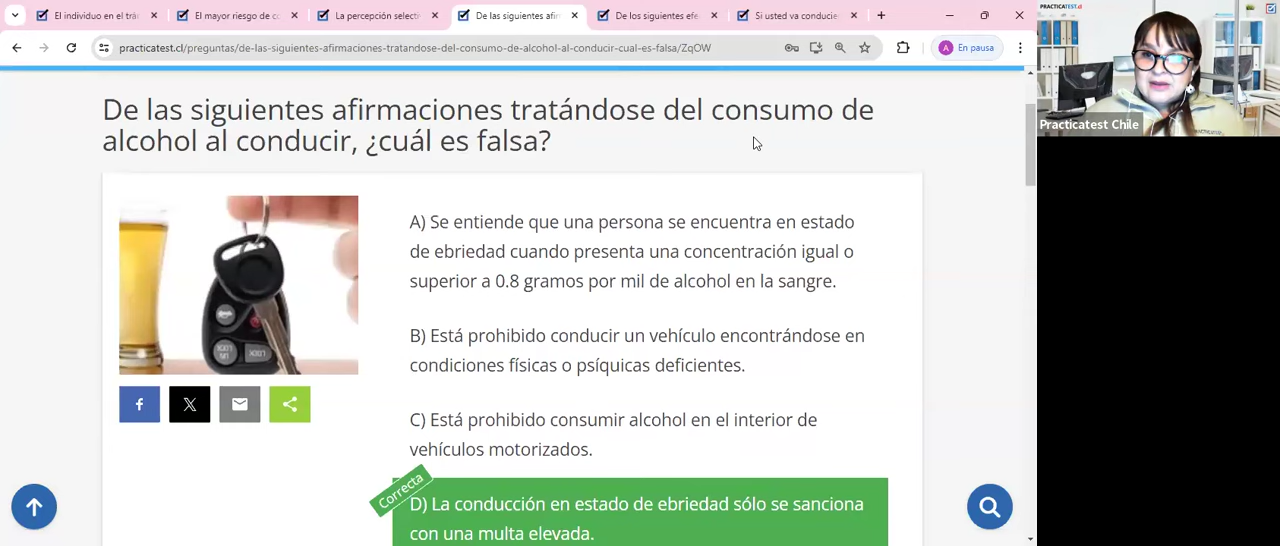 El individuo en el trán
El mayor riesgo de co
La percepción selecti
De las siguientes afirm
De los siguientes efe
Si usted va conducie
practicatest.cl/preguntas/de-las-siguientes-afirmaciones-tratandose-del-consumo-de-alcohol-al-conducir-cual-es-falsa/ZqOW
A En pausa
PRACTICATEST.cl
Practicatest Chile
De las siguientes afirmaciones tratándose del consumo de
alcohol al conducir, ¿cuál es falsa?
A) Se entiende que una persona se encuentra en estado
de ebriedad cuando presenta una concentración igual o
superior a 0.8 gramos por mil de alcohol en la sangre.
B) Está prohibido conducir un vehículo encontrándose en
condiciones físicas o psíquicas deficientes.
C) Está prohibido consumir alcohol en el interior de
vehículos motorizados.
Correcta
D) La conducción en estado de ebriedad sólo se sanciona
con una multa elevada.